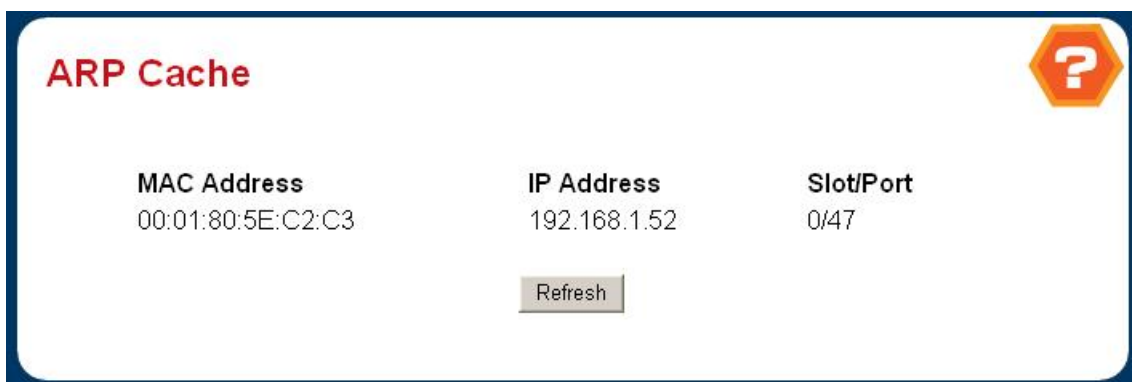 ARP Cache
?
MAC Address IP Address Slot/Port
00:01:80:5E:C2:C3 192.168.1.52 0/47
Refresh